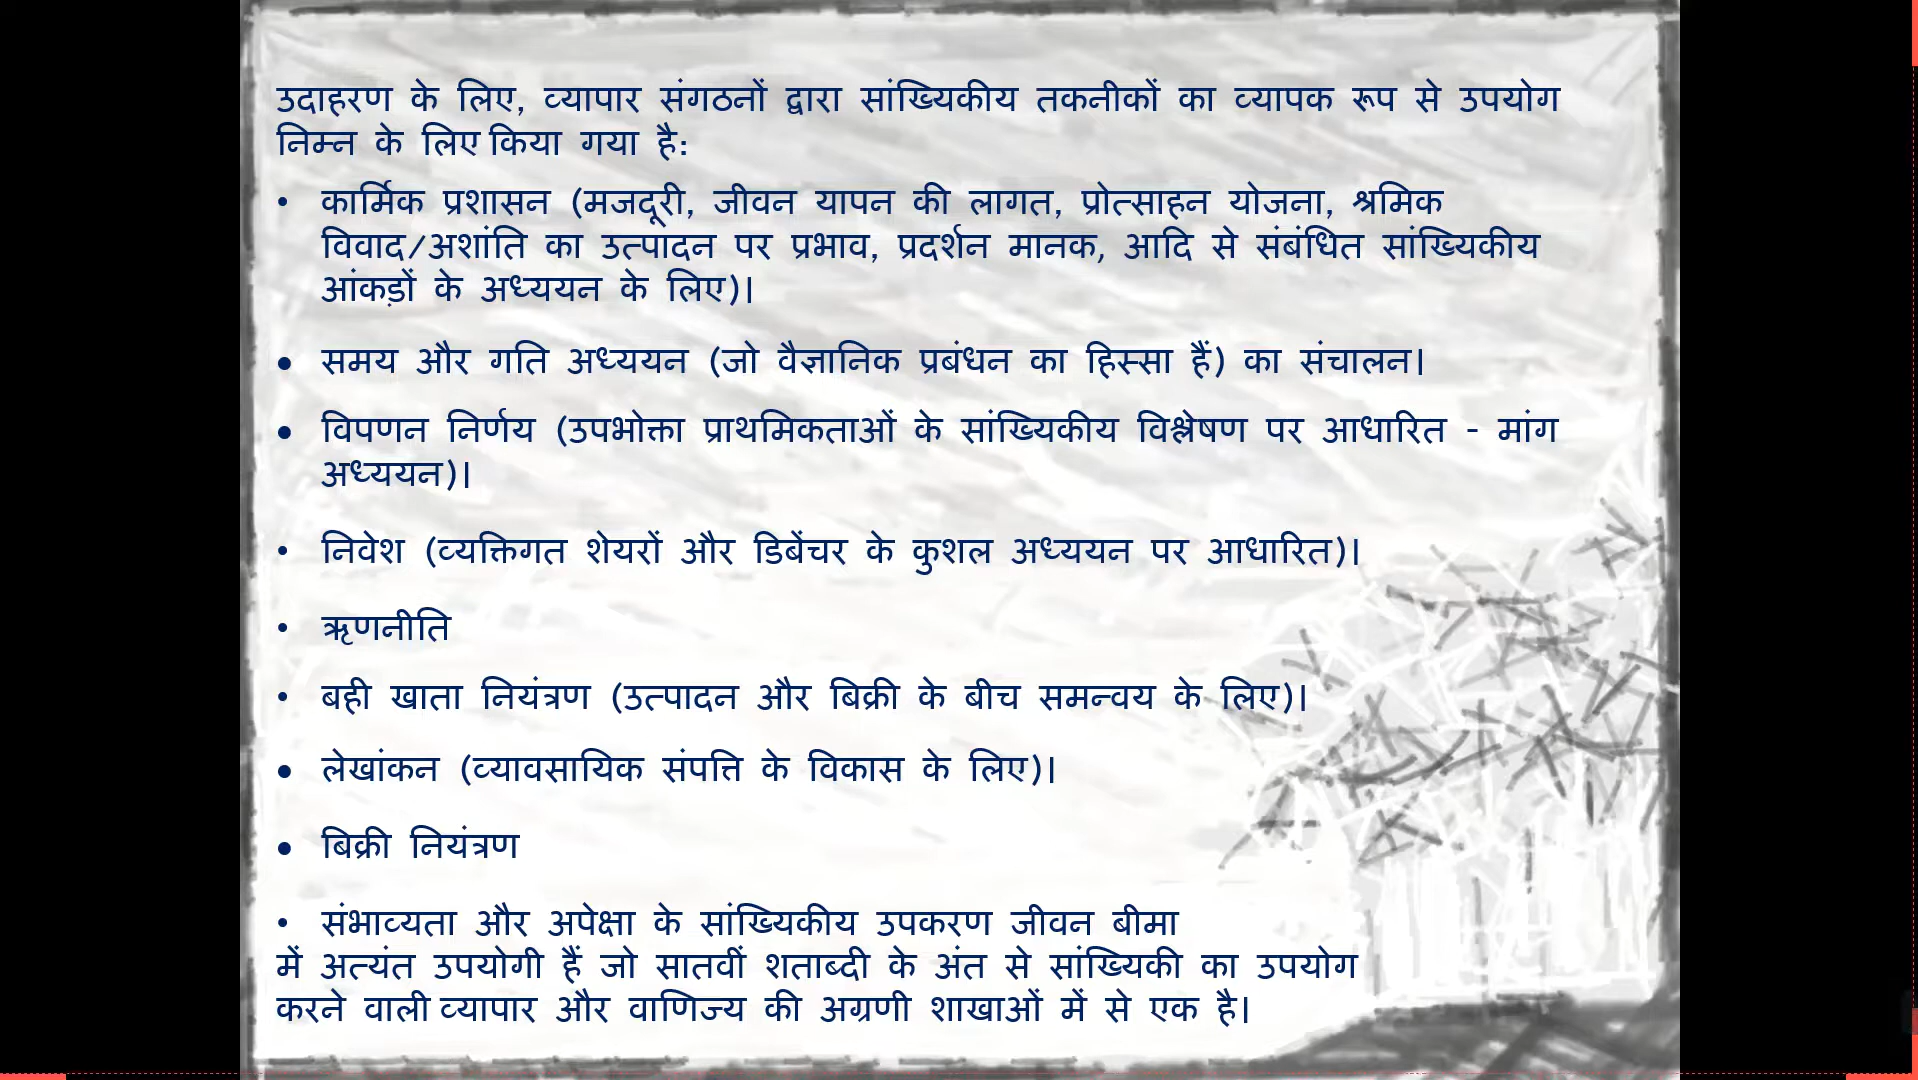 उदाहरण के लिए, व्यापार संगठनों द्वारा सांख्यिकीय तकनीकों का व्यापक रूप से उपयोग
निम्न के लिए किया गया है:
• कार्मिक प्रशासन (मजदूरी, जीवन यापन की लागत, प्रोत्साहन योजना, श्रमिक
विवाद/अशांति का उत्पादन पर प्रभाव, प्रदर्शन मानक, आदि से संबंधित सांख्यिकीय
आंकड़ों के अध्ययन के लिए)।
• समय और गति अध्ययन (जो वैज्ञानिक प्रबंधन का हिस्सा हैं) का संचालन।
• विपणन निर्णय (उपभोक्ता प्राथमिकताओं के सांख्यिकीय विश्लेषण पर आधारित - मांग
अध्ययन)।
• निवेश (व्यक्तिगत शेयरों और डिबेंचर के कुशल अध्ययन पर आधारित)।
• ऋणनीति
• बही खाता नियंत्रण (उत्पादन और बिक्री के बीच समन्वय के लिए)।
• लेखांकन (व्यावसायिक संपत्ति के विकास के लिए)।
• बिक्री नियंत्रण
• संभाव्यता और अपेक्षा के सांख्यिकीय उपकरण जीवन बीमा
में अत्यंत उपयोगी हैं जो सातवीं शताब्दी के अंत से सांख्यिकी का उपयोग
करने वाली व्यापार और वाणिज्य की अग्रणी शाखाओं में से एक है।